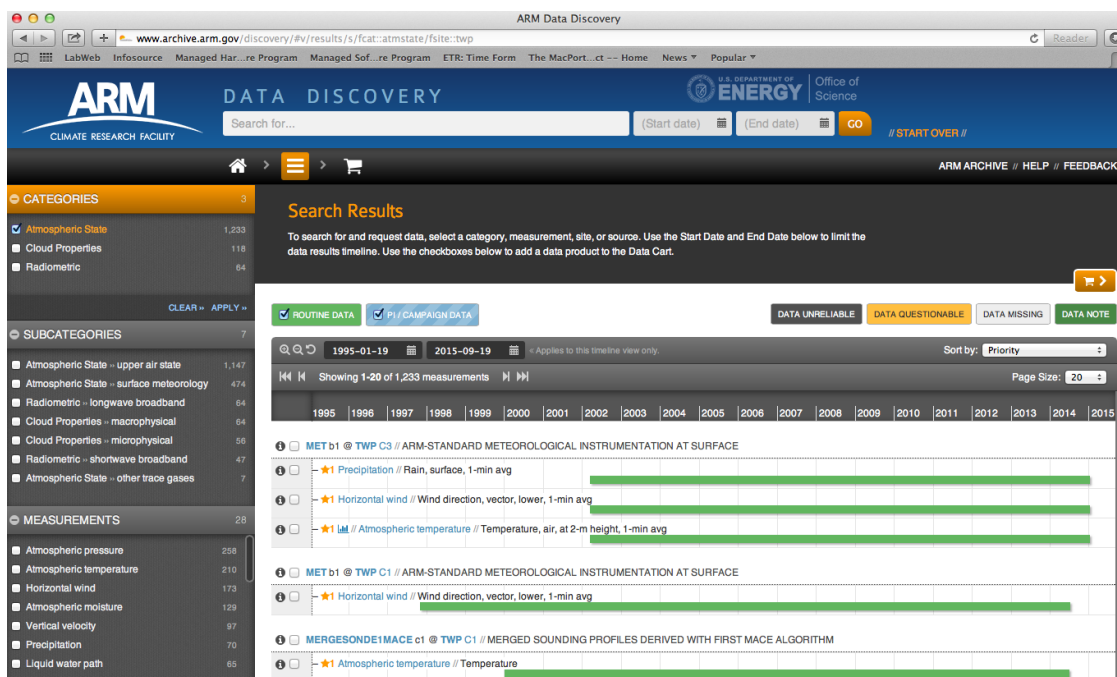 ARM Data Discovery
www.archive.arm.gov/discovery/#v/results/s/fcat::atmstate/fsite::twp
Reader
LabWeb Infosource Managed Har...re Program Managed Sof...re Program ETR: Time Form The MacPort...ct -- Home News Popular
ARM
CLIMATE RESEARCH FACILITY
DATA DISCOVERY
U.S. DEPARTMENT OF
ENERGY
Office of
Science
Search for...
(Start date)
(End date)
GO
// START OVER //
ARM ARCHIVE // HELP // FEEDBACK
CATEGORIES 3
Atmospheric State 1,233
Cloud Properties 118
Radiometric 64
CLEAR » APPLY »
SUBCATEGORIES 7
Atmospheric State » upper air state 1,147
Atmospheric State » surface meteorology 474
Radiometric » longwave broadband 64
Cloud Properties » macrophysical 64
Cloud Properties » microphysical 56
Radiometric » shortwave broadband 47
Atmospheric State » other trace gases 7
MEASUREMENTS 28
Atmospheric pressure 258
Atmospheric temperature 210
Horizontal wind 173
Atmospheric moisture 129
Vertical velocity 97
Precipitation 70
Liquid water path 65
Search Results
To search for and request data, select a category, measurement, site, or source. Use the Start Date and End Date below to limit the
data results timeline. Use the checkboxes below to add a data product to the Data Cart.
ROUTINE DATA
PI / CAMPAIGN DATA
DATA UNRELIABLE
DATA QUESTIONABLE
DATA MISSING
DATA NOTE
1995-01-19 2015-09-19 « Applies to this timeline view only. Sort by: Priority
Showing 1-20 of 1,233 measurements Page Size: 20
1995 1996 1997 1998 1999 2000 2001 2002 2003 2004 2005 2006 2007 2008 2009 2010 2011 2012 2013 2014 2015
MET b1 @ TWP C3 // ARM-STANDARD METEOROLOGICAL INSTRUMENTATION AT SURFACE
1 Precipitation // Rain, surface, 1-min avg
1 Horizontal wind // Wind direction, vector, lower, 1-min avg
1 // Atmospheric temperature // Temperature, air, at 2-m height, 1-min avg
MET b1 @ TWP C1 // ARM-STANDARD METEOROLOGICAL INSTRUMENTATION AT SURFACE
1 Horizontal wind // Wind direction, vector, lower, 1-min avg
MERGESONDE1MACE c1 @ TWP C1 // MERGED SOUNDING PROFILES DERIVED WITH FIRST MACE ALGORITHM
1 Atmospheric temperature // Temperature